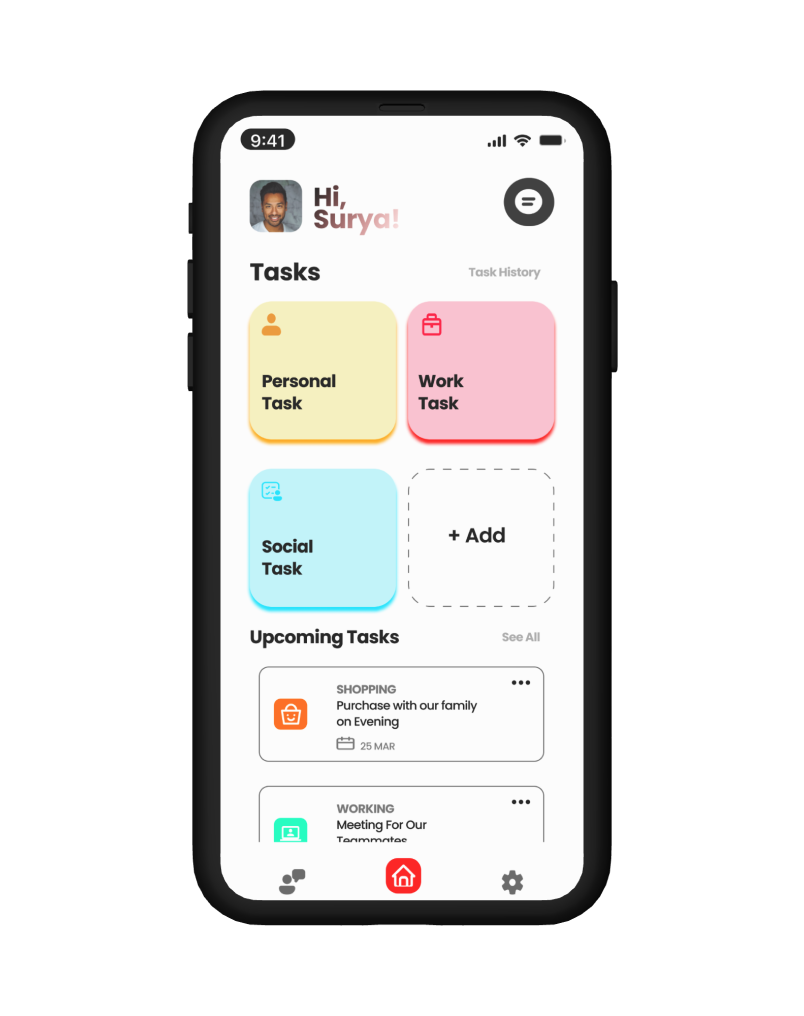 9:41
Hi,
Surya!
Tasks
Task History
Personal
Task
Work
Task
Social
Task
+ Add
Upcoming Tasks
See All
SHOPPING
Purchase with our family
on Evening
25 MAR
WORKING
Meeting For Our
Teammates